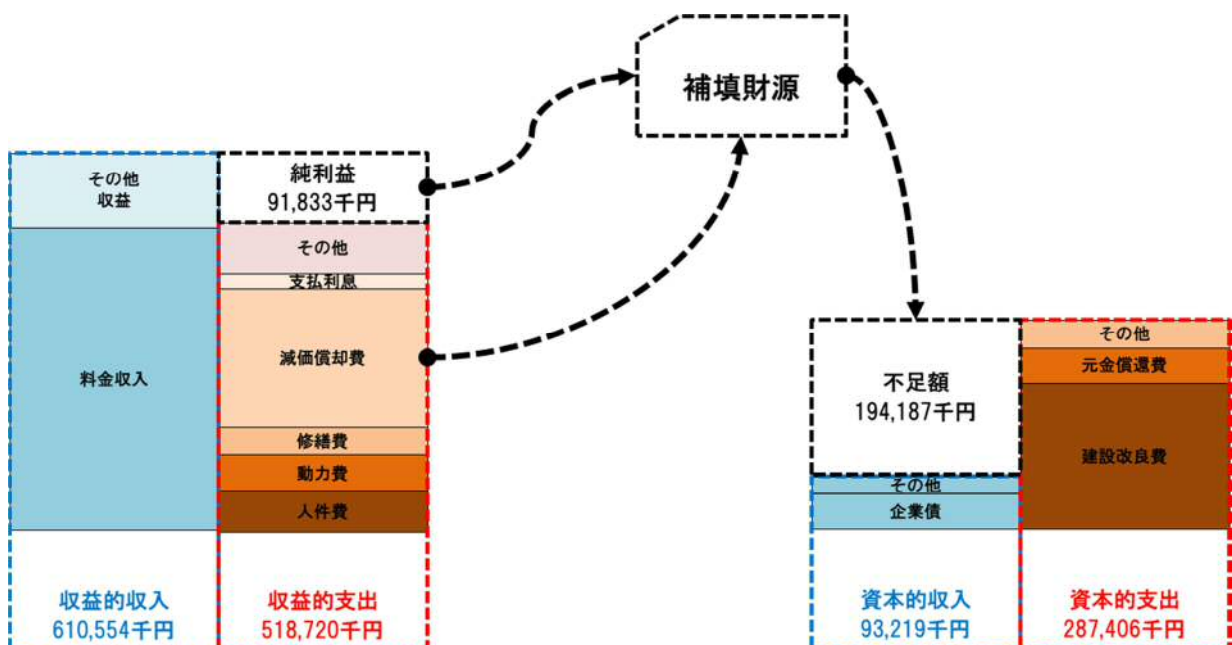 補填財源
その他
収益
料金収入
収益的収入
610,554千円
純利益
91,833千円
その他
支払利息
減価償却費
修繕費
動力費
人件費
収益的支出
518,720千円
不足額
194,187千円
その他
企業債
資本的収入
93,219千円
その他
元金償還費
建設改良費
資本的支出
287,406千円